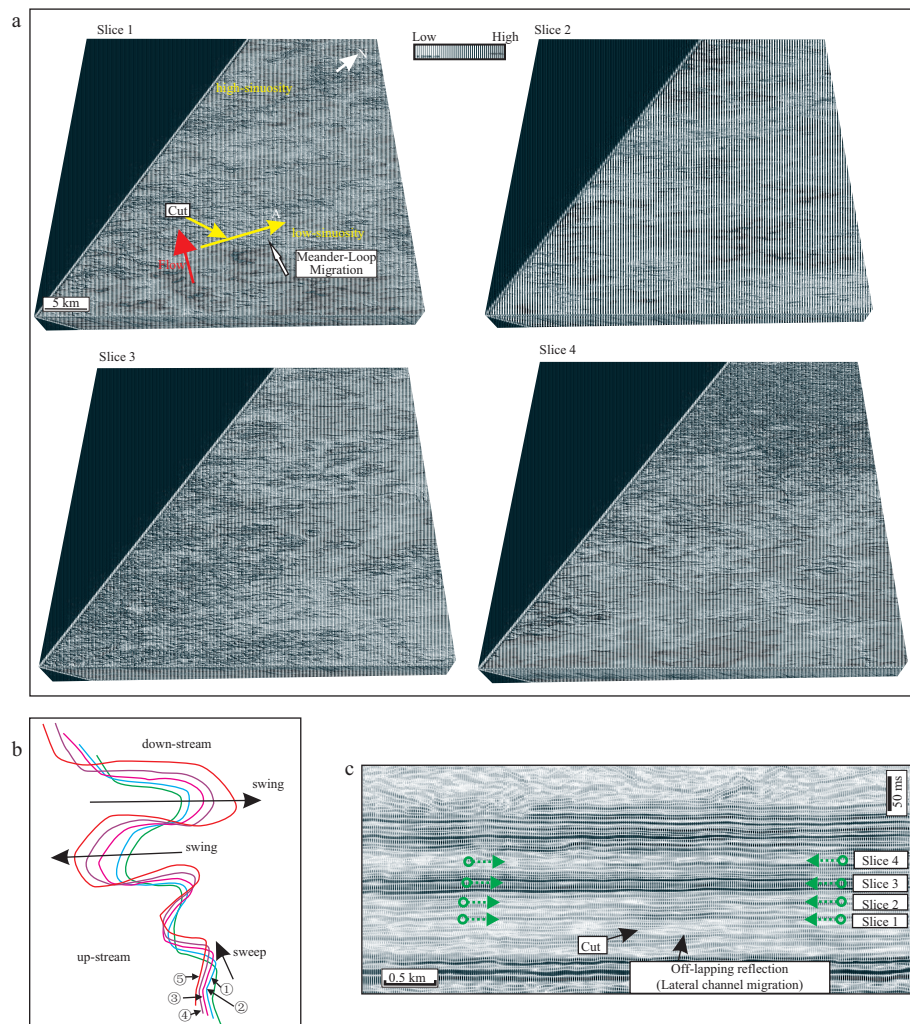 a
Slice 1
Low
High
Slice 2
N
high-sinuosity
Cut
A
low-sinuosity
Flow
Meander-Loop
Migration
5 km
Slice 3
Slice 4
b
down-stream
swing
swing
up-stream
sweep
⑤
①
③
②
④
c
50 ms
Slice 4
Slice 3
Slice 2
Slice 1
Cut
Off-lapping reflection
(Lateral channel migration)
0.5 km